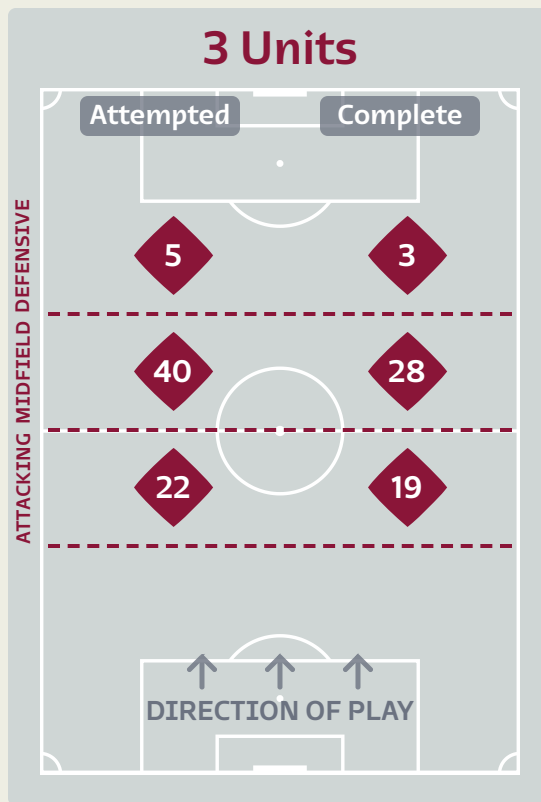 3 Units
Attempted Complete
ATTACKING MIDFIELD DEFENSIVE
5 3
40 28
22 19
DIRECTION OF PLAY